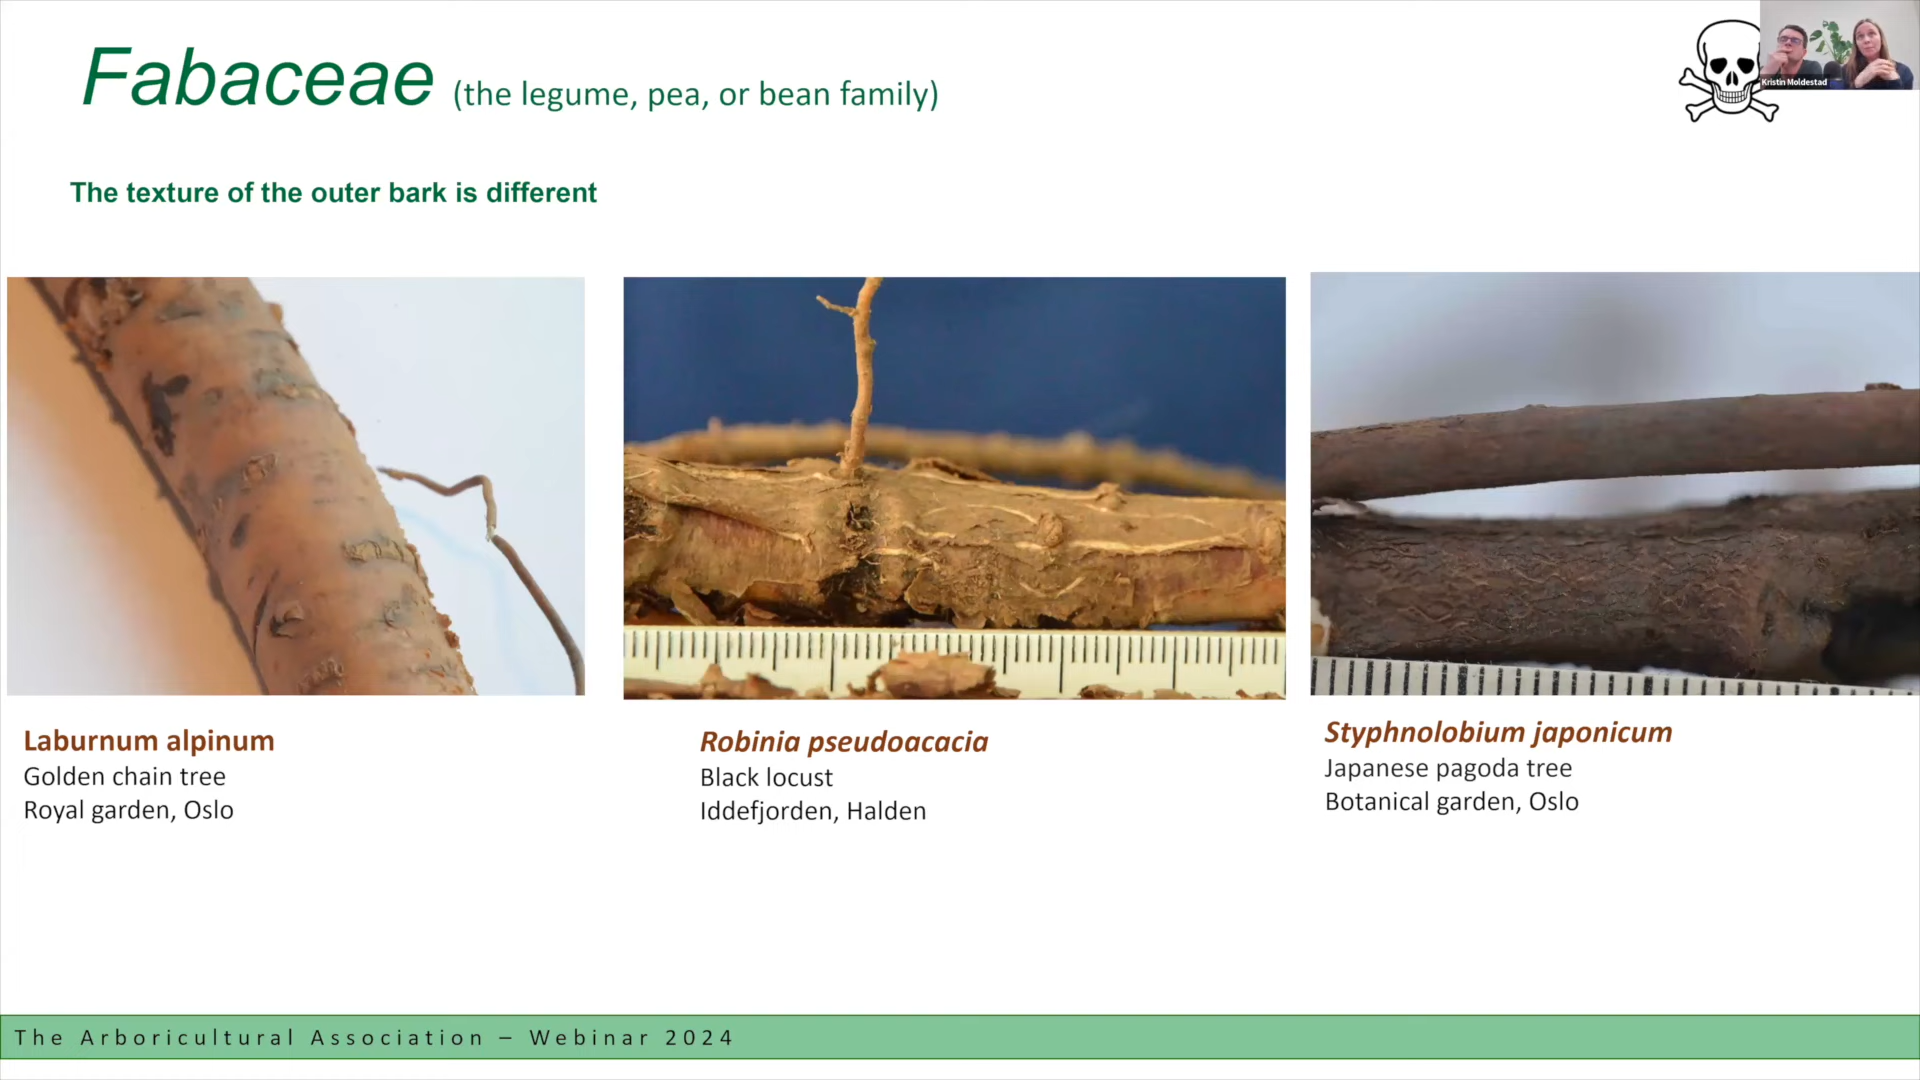 Fabaceae (the legume, pea, or bean family)
Kristin Moldestad
The texture of the outer bark is different
Laburnum alpinum
Golden chain tree
Royal garden, Oslo
Robinia pseudoacacia
Black locust
Iddefjorden, Halden
Styphnolobium japonicum
Japanese pagoda tree
Botanical garden, Oslo
The Arboricultural Association – Webinar 2024